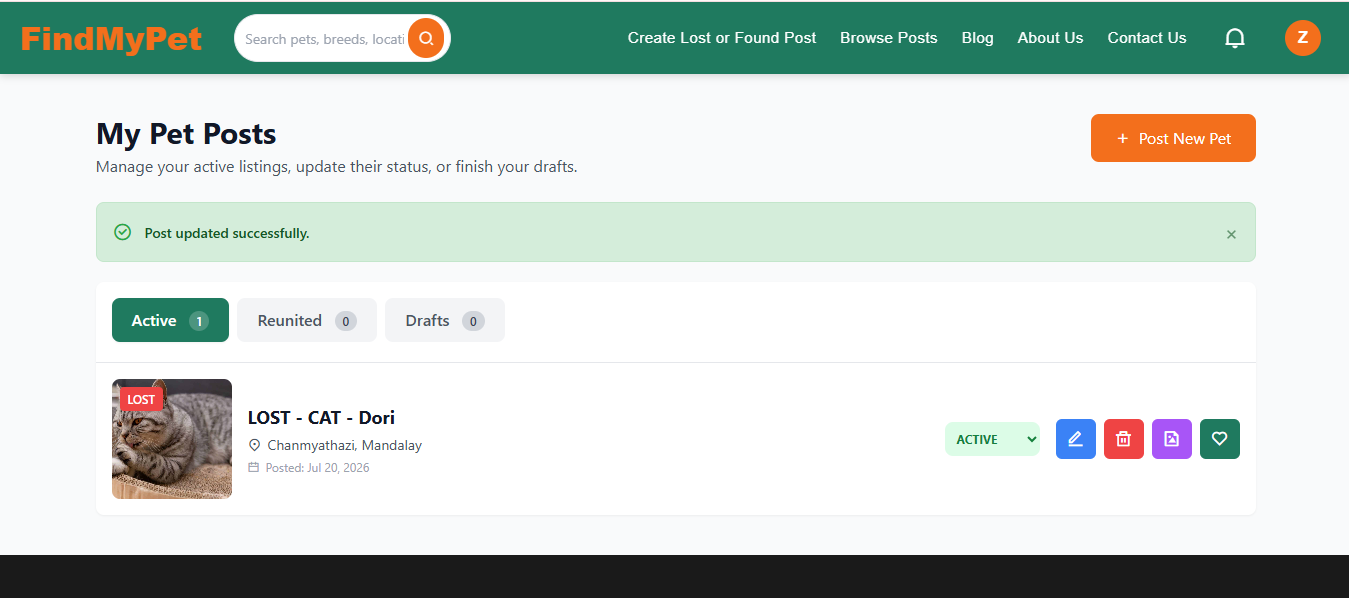 FindMyPet
Search pets, breeds, locati
Create Lost or Found Post
Browse Posts
Blog
About Us
Contact Us
Z
My Pet Posts
+ Post New Pet
Manage your active listings, update their status, or finish your drafts.
Post updated successfully.
×
Active 1
Reunited 0
Drafts 0
LOST
LOST - CAT - Dori
Chanmyathazi, Mandalay
Posted: Jul 20, 2026
ACTIVE